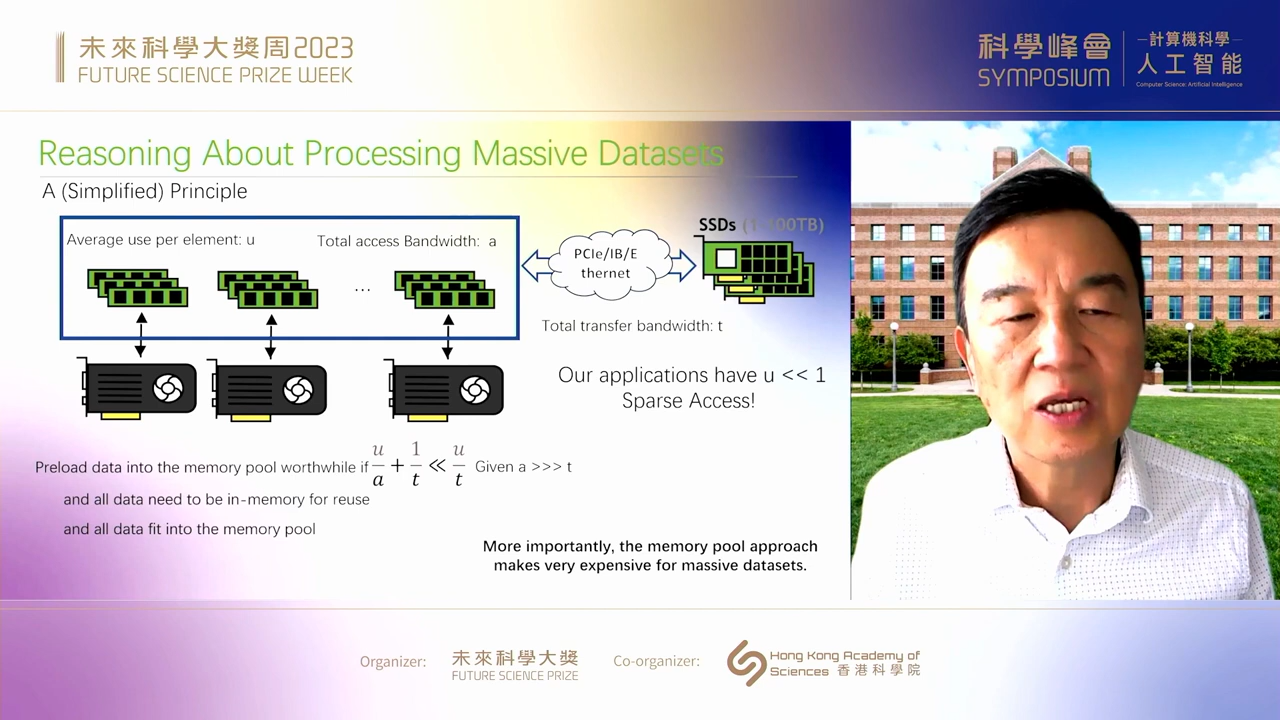 未來科學大獎周2023
FUTURE SCIENCE PRIZE WEEK
科學峰會
SYMPOSIUM
計算機科學
人工智能
Computer Science: Artificial Intelligence
Reasoning About Processing Massive Datasets
A (Simplified) Principle
Average use per element: u
Total access Bandwidth: a
...
PCIe/IB/E
thernet
SSDs (1-100TB)
Total transfer bandwidth: t
Our applications have u << 1
Sparse Access!
Preload data into the memory pool worthwhile if u/a + 1/t ≪ u/t Given a >>> t
and all data need to be in-memory for reuse
and all data fit into the memory pool
More importantly, the memory pool approach
makes very expensive for massive datasets.
Organizer:
未來科學大獎
FUTURE SCIENCE PRIZE
Co-organizer:
Hong Kong Academy of
Sciences 香港科學院